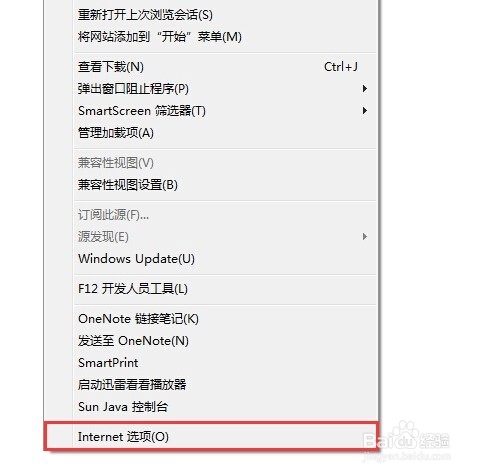 重新打开上次浏览会话(S)
将网站添加到“开始”菜单(M)
查看下载(N) Ctrl+J
弹出窗口阻止程序(P)
SmartScreen 筛选器(T)
管理加载项(A)
兼容性视图(V)
兼容性视图设置(B)
订阅此源(F)...
源发现(E)
Windows Update(U)
F12 开发人员工具(L)
OneNote 链接笔记(K)
发送至 OneNote(N)
SmartPrint
启动迅雷看看播放器
Sun Java 控制台
Internet 选项(O)
Baidu 经验
jingyan.baidu.com